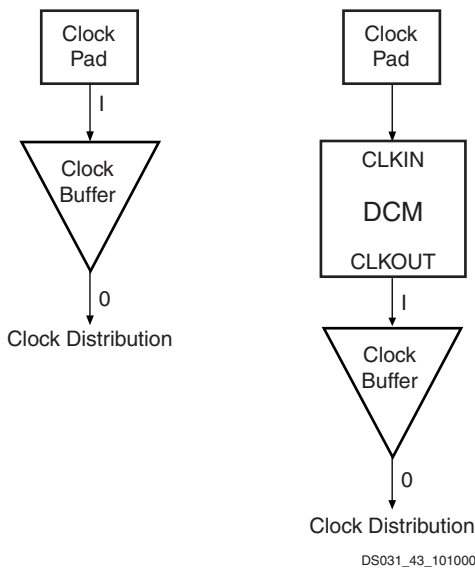 Clock
Pad
I
Clock
Buffer
0
Clock Distribution
Clock
Pad
CLKIN
DCM
CLKOUT
I
Clock
Buffer
0
Clock Distribution
DS031_43_101000